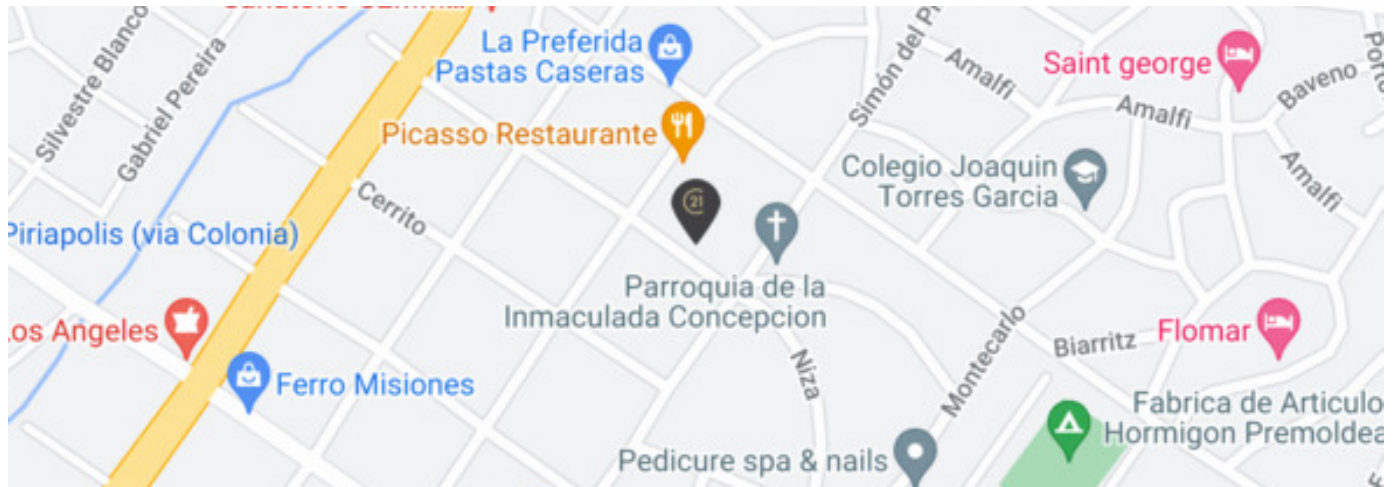 La Preferida
Pastas Caseras
Picasso Restaurante
Silvestre Blanco
Gabriel Pereira
Cerrito
Piriapolis (via Colonia)
Los Angeles
Ferro Misiones
21
Parroquia de la
Inmaculada Concepcion
Niza
Pedicure spa & nails
Montecarlo
Simón del Pi
Amalfi
Saint george
Amalfi
Baveno
Amalfi
Colegio Joaquin
Torres Garcia
Biarritz
Flomar
Fabrica de Articulo
Hormigon Premoldea